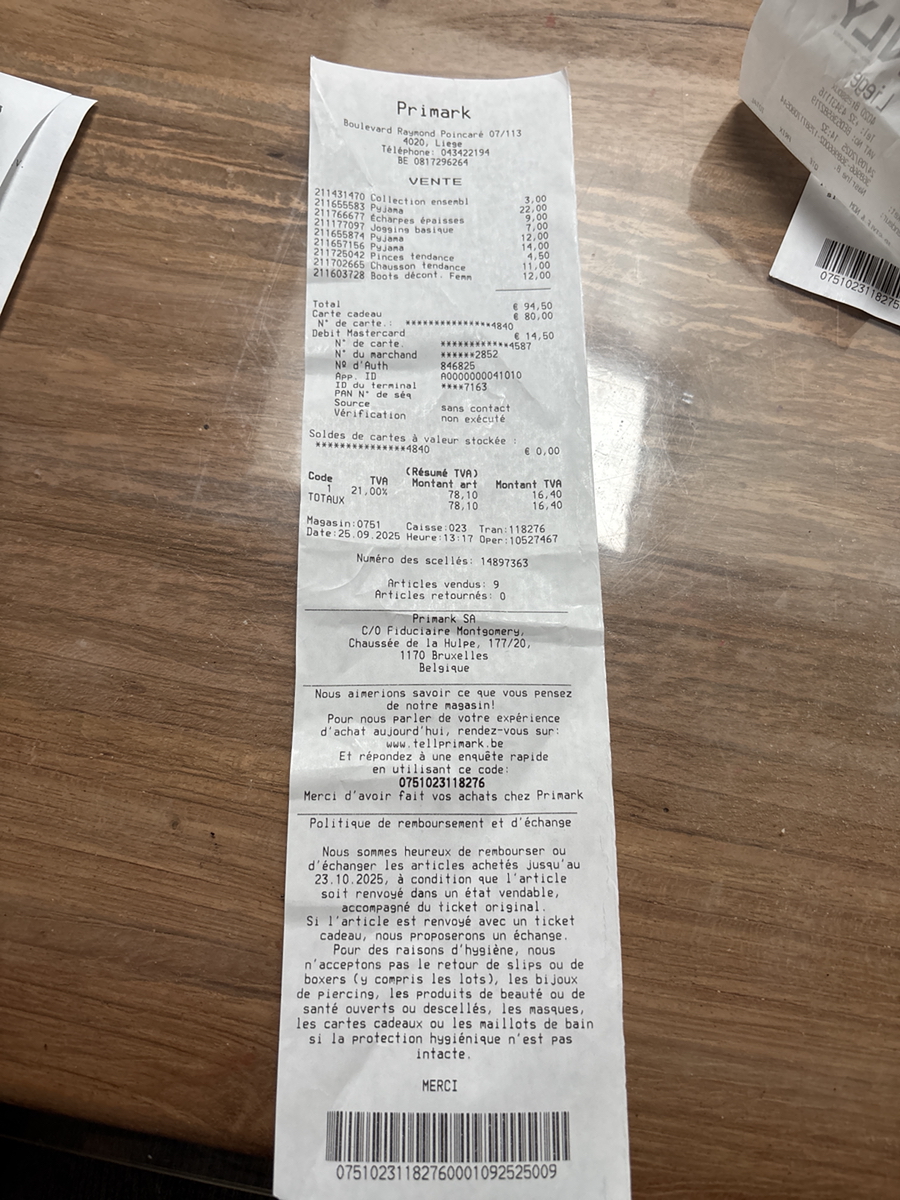 Primark
Boulevard Raymond Poincaré 07/113
4020, Liege
Téléphone: 043422194
BE 0817296264
VENTE
211431470 Collection ensembl 3,00
211655583 Pyjama 22,00
211766677 Écharpes épaisses 9,00
211177097 Jogging basique 7,00
211655874 Pyjama 12,00
211657156 Pyjama 14,00
211725042 Pinces tendance 4,50
211702665 Chausson tendance 11,00
211603728 Boots décont. Femm 12,00
Total € 94,50
Carte cadeau € 80,00
N° de carte.: ***************4840
Debit Mastercard € 14,50
N° de carte. ************4587
N° du marchand ******2852
Nº d'Auth 846825
App. ID A0000000041010
ID du terminal ****7163
PAN N° de séq
Source sans contact
Vérification non exécuté
Soldes de cartes à valeur stockée :
***************4840 € 0,00
(Résumé TVA)
Code TVA Montant art Montant TVA
1 21,00% 78,10 16,40
TOTAUX 78,10 16,40
Magasin:0751 Caisse:023 Tran:118276
Date:25.09.2025 Heure:13:17 Oper:10527467
Numéro des scellés: 14897363
Articles vendus: 9
Articles retournés: 0
Primark SA
C/O Fiduciaire Montgomery,
Chaussée de la Hulpe, 177/20,
1170 Bruxelles
Belgique
Nous aimerions savoir ce que vous pensez
de notre magasin!
Pour nous parler de votre expérience
d'achat aujourd'hui, rendez-vous sur:
www.tellprimark.be
Et répondez à une enquête rapide
en utilisant ce code:
0751023118276
Merci d'avoir fait vos achats chez Primark
Politique de remboursement et d'échange
Nous sommes heureux de rembourser ou
d'échanger les articles achetés jusqu'au
23.10.2025, à condition que l'article
soit renvoyé dans un état vendable,
accompagné du ticket original.
Si l'article est renvoyé avec un ticket
cadeau, nous proposerons un échange.
Pour des raisons d'hygiène, nous
n'acceptons pas le retour de slips ou de
boxers (y compris les lots), les bijoux
de piercing, les produits de beauté ou de
santé ouverts ou descellés, les masques,
les cartes cadeaux ou les maillots de bain
si la protection hygiénique n'est pas
intacte.
MERCI
07510231182760001092525009
0751023118275